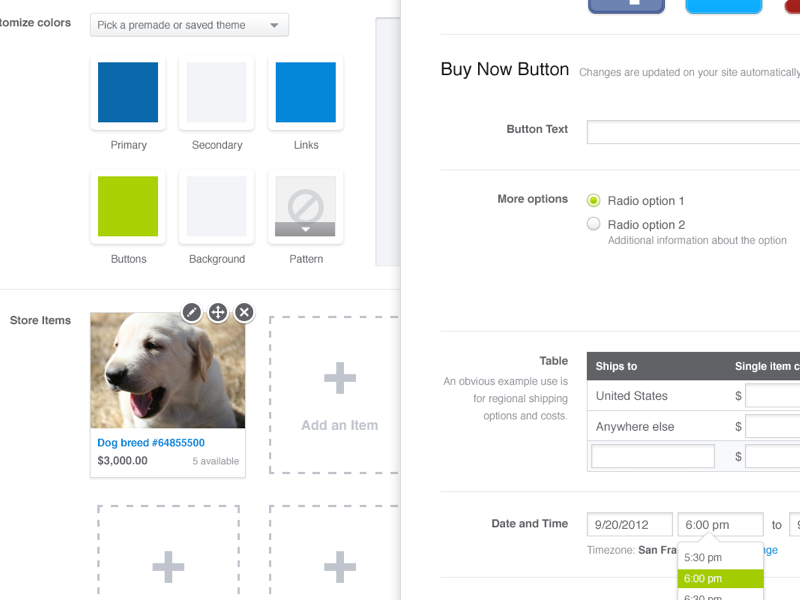 tomize colors
Pick a premade or saved theme
Primary
Secondary
Links
Buttons
Background
Pattern
Store Items
Dog breed #64855500
$3,000.00
5 available
Add an Item
Buy Now Button
Changes are updated on your site automatically
Button Text
More options
Radio option 1
Radio option 2
Additional information about the option
Table
An obvious example use is
for regional shipping
options and costs.
Ships to
Single item c
United States
$
Anywhere else
$
$
Date and Time
9/20/2012
6:00 pm
to
9
Timezone: San Fra
nge
5:30 pm
6:00 pm
6:30 pm